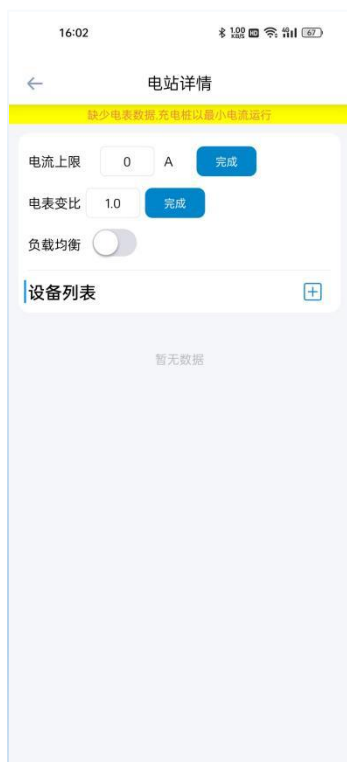 16:02
1.00 KB/S HD 4G 67
电站详情
缺少电表数据,充电桩以最小电流运行
电流上限 0 A 完成
电表变比 1.0 完成
负载均衡
设备列表
暂无数据